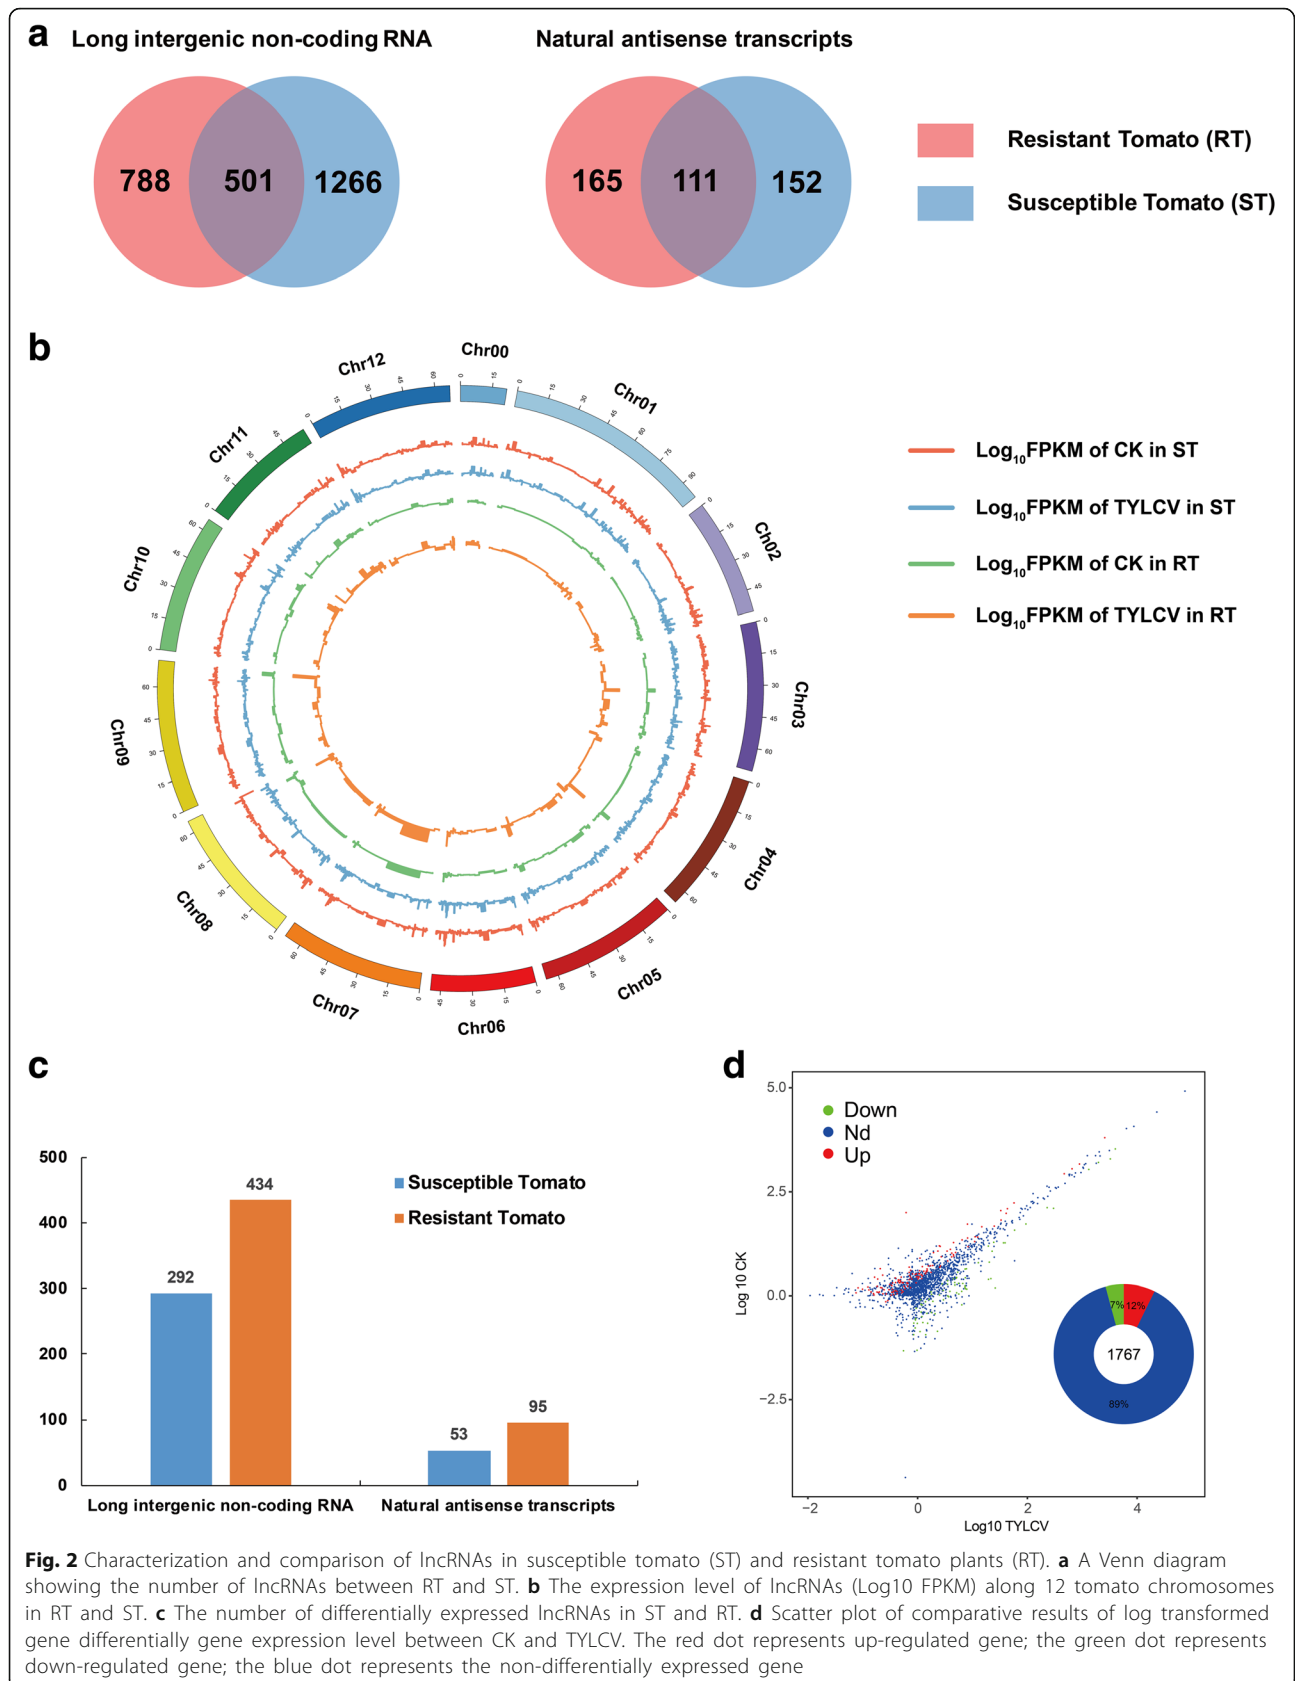 a
Long intergenic non-coding RNA
Natural antisense transcripts
788
501
1266
165
111
152
Resistant Tomato (RT)
Susceptible Tomato (ST)
b
Chr00
Chr01
Ch02
Chr03
Chr04
Chr05
Chr06
Chr07
Chr08
Chr09
Chr10
Chr11
Chr12
Log10FPKM of CK in ST
Log10FPKM of TYLCV in ST
Log10FPKM of CK in RT
Log10FPKM of TYLCV in RT
c
500
400
300
200
100
0
292
434
53
95
Susceptible Tomato
Resistant Tomato
Long intergenic non-coding RNA
Natural antisense transcripts
d
Down
Nd
Up
5.0
2.5
0.0
−2.5
Log 10 CK
7%
12%
1767
89%
−2
0
2
4
Log10 TYLCV
Fig. 2 Characterization and comparison of lncRNAs in susceptible tomato (ST) and resistant tomato plants (RT). a A Venn diagram
showing the number of lncRNAs between RT and ST. b The expression level of lncRNAs (Log10 FPKM) along 12 tomato chromosomes
in RT and ST. c The number of differentially expressed lncRNAs in ST and RT. d Scatter plot of comparative results of log transformed
gene differentially gene expression level between CK and TYLCV. The red dot represents up-regulated gene; the green dot represents
down-regulated gene; the blue dot represents the non-differentially expressed gene